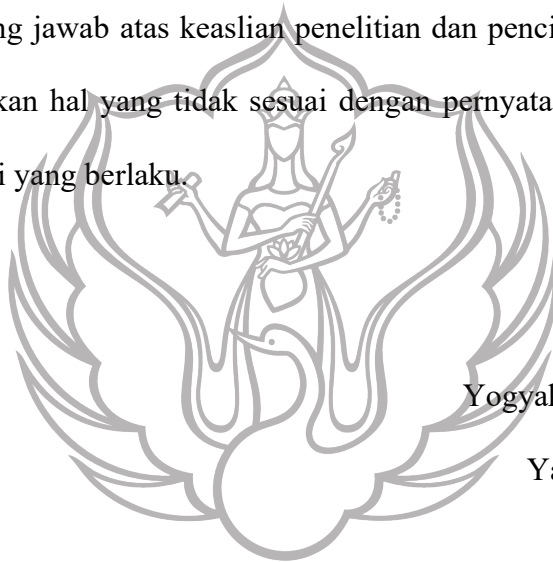 ng jawab atas keaslian penelitian dan penci
kan hal yang tidak sesuai dengan pernyata
i yang berlaku.
Yogyal
Ya